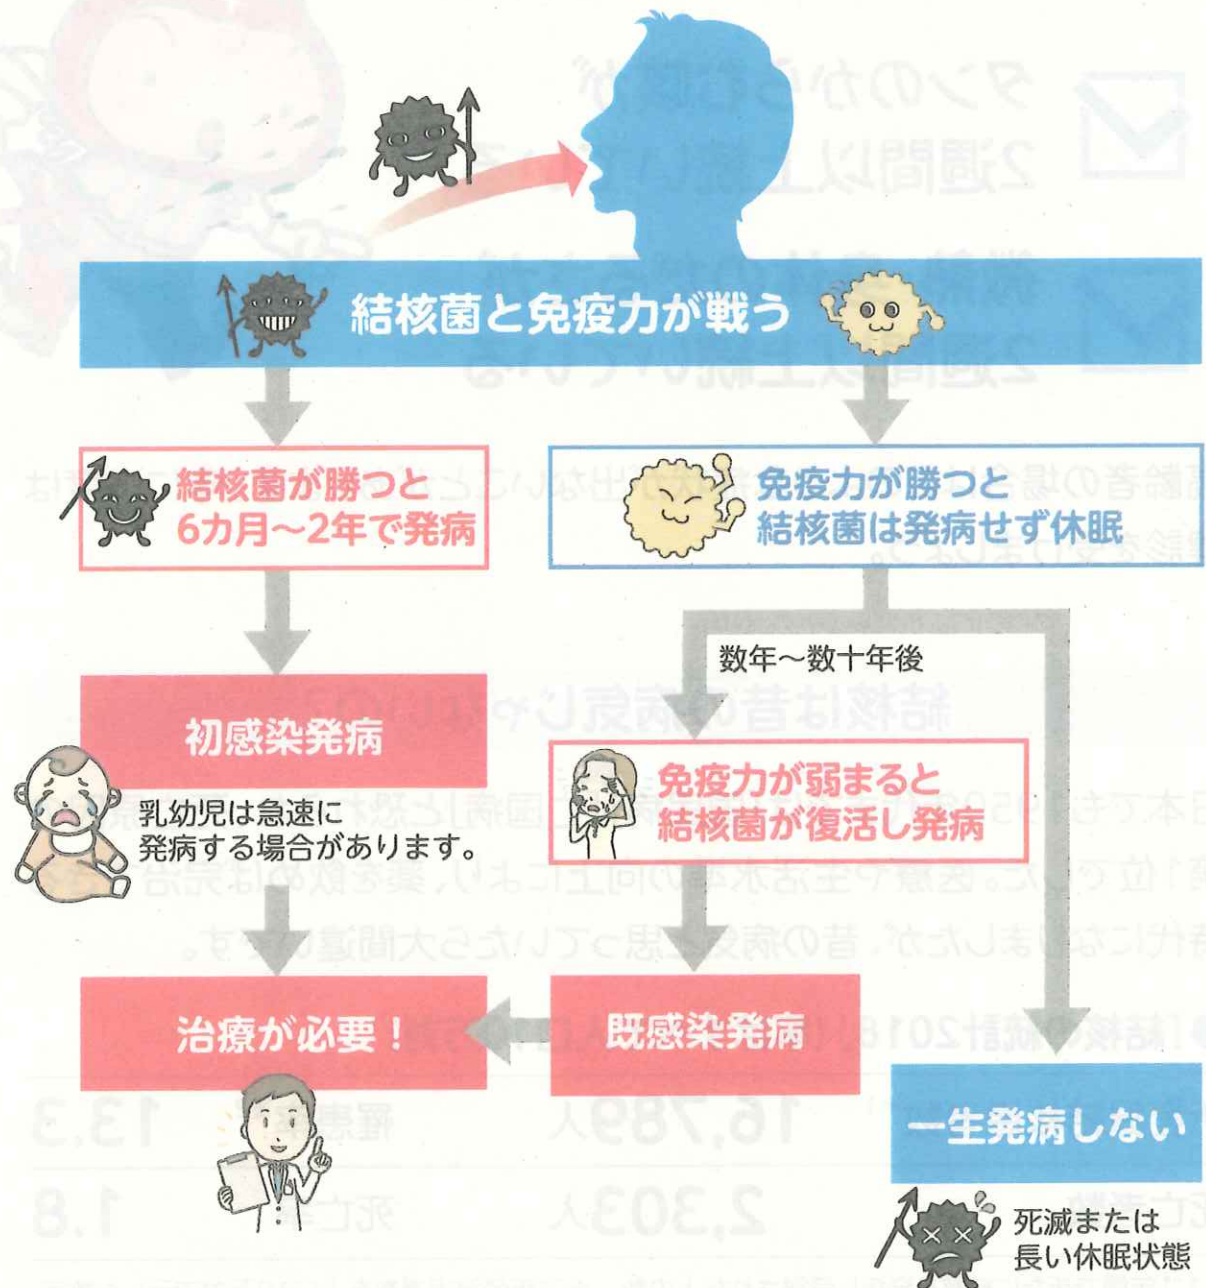 結核菌と免疫力が戦う
結核菌が勝つと
6カ月～2年で発病
免疫力が勝つと
結核菌は発病せず休眠
数年～数十年後
初感染発病
乳幼児は急速に
発病する場合があります。
免疫力が弱まると
結核菌が復活し発病
治療が必要！
既感染発病
一生発病しない
死滅または
長い休眠状態